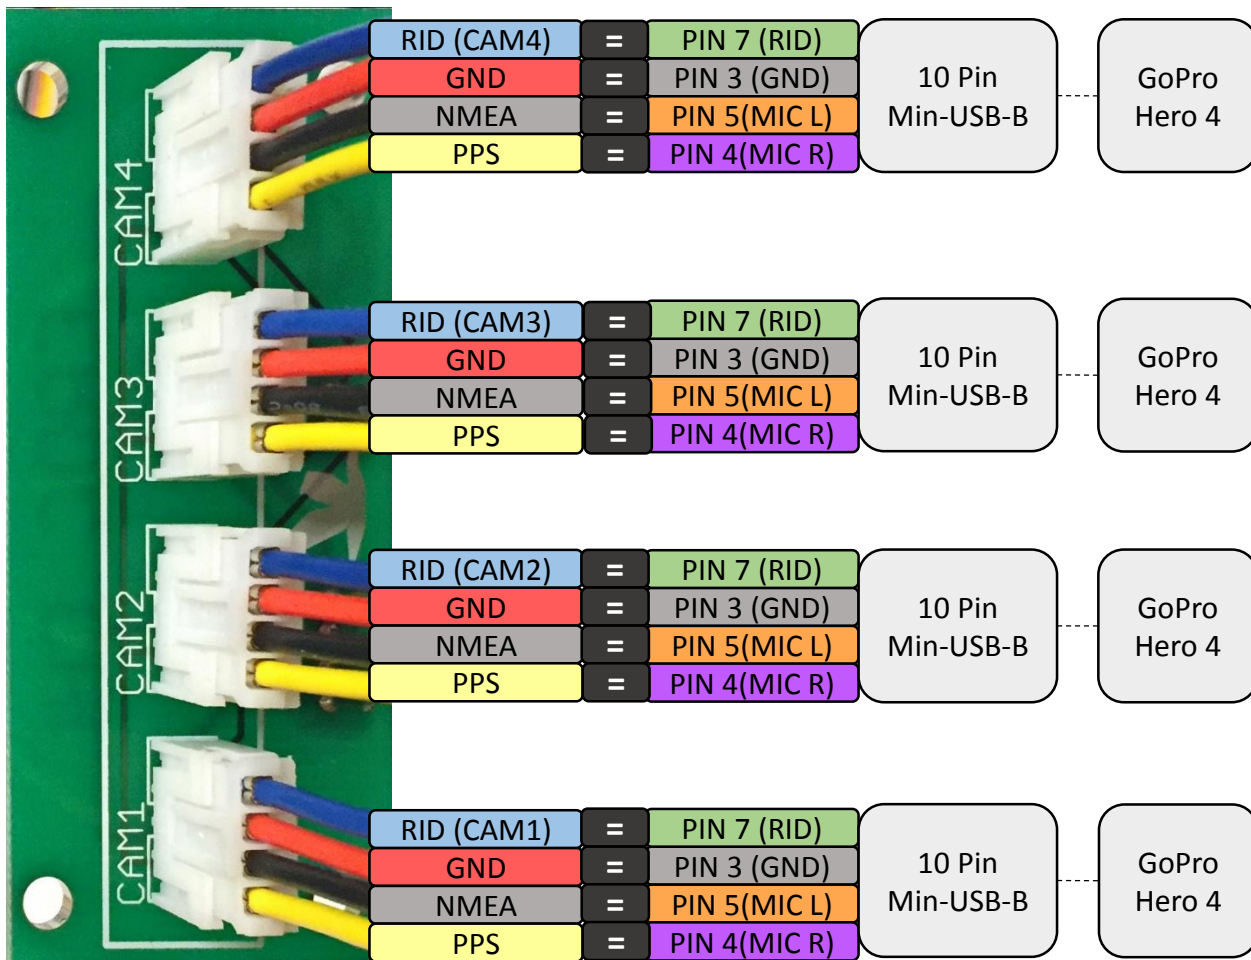 CAM4
RID (CAM4) = PIN 7 (RID)
GND = PIN 3 (GND)
NMEA = PIN 5(MIC L)
PPS = PIN 4(MIC R)
10 Pin
Min-USB-B
GoPro
Hero 4
CAM3
RID (CAM3) = PIN 7 (RID)
GND = PIN 3 (GND)
NMEA = PIN 5(MIC L)
PPS = PIN 4(MIC R)
10 Pin
Min-USB-B
GoPro
Hero 4
CAM2
RID (CAM2) = PIN 7 (RID)
GND = PIN 3 (GND)
NMEA = PIN 5(MIC L)
PPS = PIN 4(MIC R)
10 Pin
Min-USB-B
GoPro
Hero 4
CAM1
RID (CAM1) = PIN 7 (RID)
GND = PIN 3 (GND)
NMEA = PIN 5(MIC L)
PPS = PIN 4(MIC R)
10 Pin
Min-USB-B
GoPro
Hero 4